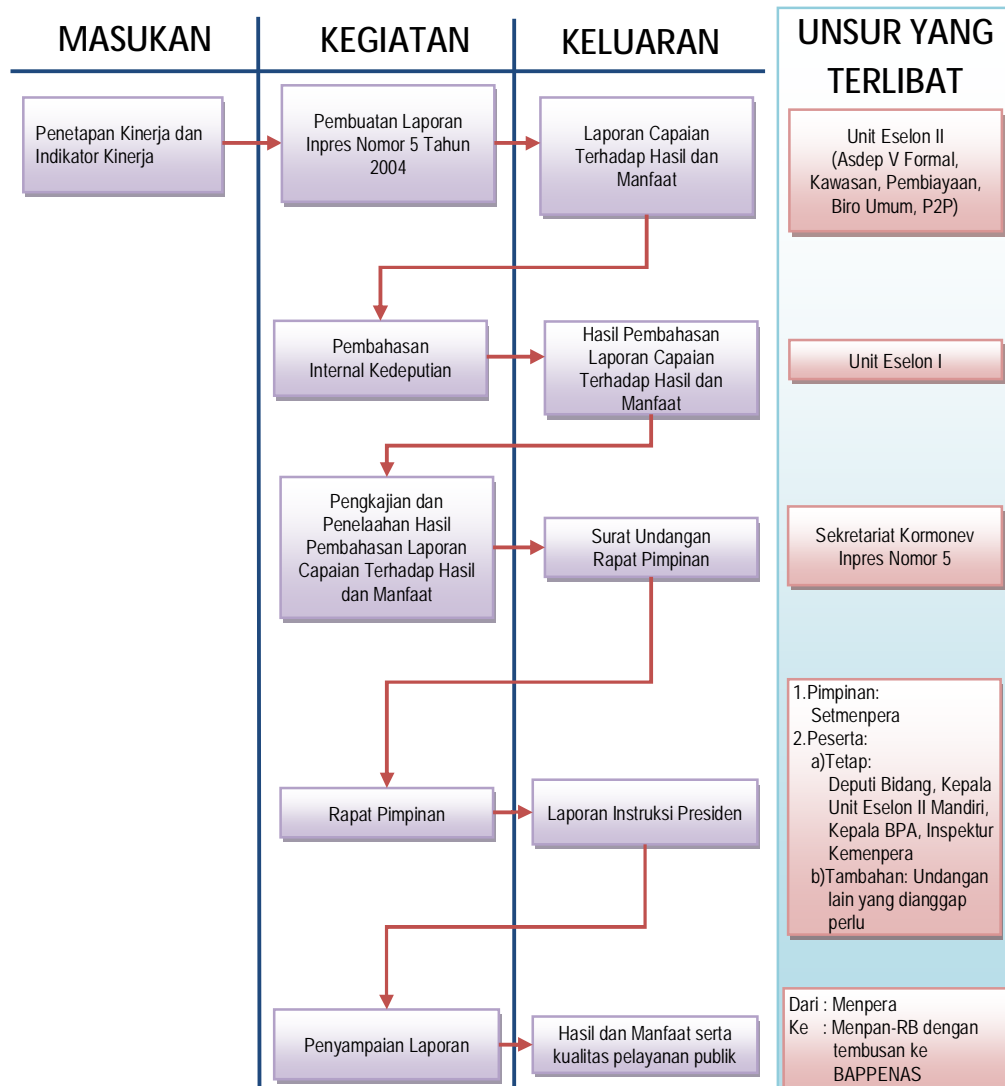 MASUKAN
KEGIATAN
KELUARAN
UNSUR YANG
TERLIBAT
Penetapan Kinerja dan
Indikator Kinerja
Pembuatan Laporan
Inpres Nomor 5 Tahun
2004
Laporan Capaian
Terhadap Hasil dan
Manfaat
Unit Eselon II
(Asdep V Formal,
Kawasan, Pembiayaan,
Biro Umum, P2P)
Pembahasan
Internal Kedeputian
Hasil Pembahasan
Laporan Capaian
Terhadap Hasil dan
Manfaat
Unit Eselon I
Pengkajian dan
Penelaahan Hasil
Pembahasan Laporan
Capaian Terhadap Hasil
dan Manfaat
Surat Undangan
Rapat Pimpinan
Sekretariat Kormonev
Inpres Nomor 5
Rapat Pimpinan
Laporan Instruksi Presiden
1.Pimpinan:
Setmenpera
2.Peserta:
a)Tetap:
Deputi Bidang, Kepala
Unit Eselon II Mandiri,
Kepala BPA, Inspektur
Kemenpera
b)Tambahan: Undangan
lain yang dianggap
perlu
Penyampaian Laporan
Hasil dan Manfaat serta
kualitas pelayanan publik
Dari : Menpera
Ke : Menpan-RB dengan
tembusan ke
BAPPENAS